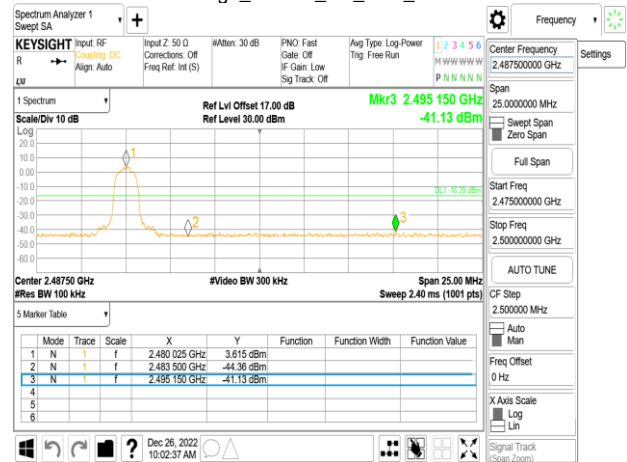 Spectrum Analyzer 1
Swept SA
Frequency
KEYSIGHT
R
Input: RF
Coupling: DC
Align: Auto
Input Z: 50 Ω
Corrections: Off
Freq Ref: Int (S)
#Atten: 30 dB
PNO: Fast
Gate: Off
IF Gain: Low
Sig Track: Off
Avg Type: Log-Power
Trig: Free Run
1 2 3 4 5 6
M W W W W W
P N N N N N
1 Spectrum
Scale/Div 10 dB
Ref Lvl Offset 17.00 dB
Ref Level 30.00 dBm
Mkr3 2.495 150 GHz
-41.13 dBm
Log
20.0
10.0
0.00
-10.0
-20.0
-30.0
-40.0
-50.0
-60.0
1
2
3
DL1 -16.39 dBm
Center 2.48750 GHz
#Res BW 100 kHz
#Video BW 300 kHz
Span 25.00 MHz
Sweep 2.40 ms (1001 pts)
5 Marker Table
Mode Trace Scale X Y Function Function Width Function Value
1 N 1 f 2.480 025 GHz 3.615 dBm
2 N 1 f 2.483 500 GHz -44.36 dBm
3 N 1 f 2.495 150 GHz -41.13 dBm
4
5
6
Dec 26, 2022
10:02:37 AM
Center Frequency
2.487500000 GHz
Settings
Span
25.0000000 MHz
Swept Span
Zero Span
Full Span
Start Freq
2.475000000 GHz
Stop Freq
2.500000000 GHz
AUTO TUNE
CF Step
2.500000 MHz
Auto
Man
Freq Offset
0 Hz
X Axis Scale
Log
Lin
Signal Track
(Span Zoom)